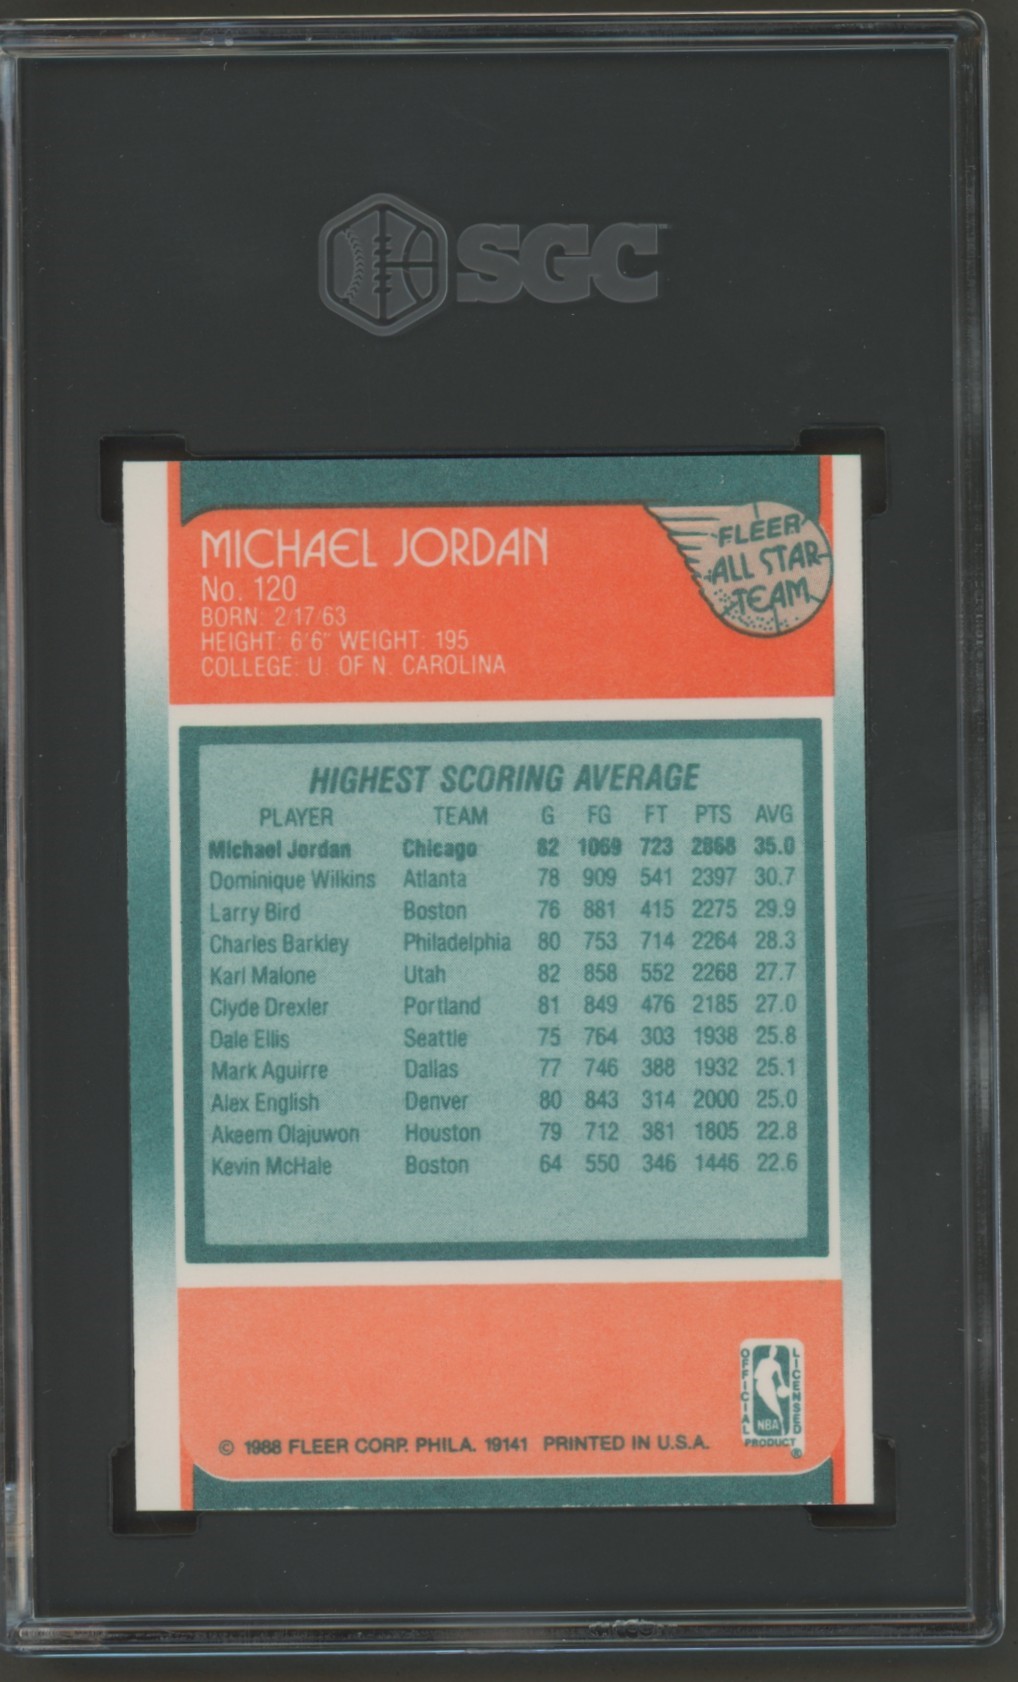 SGC
MICHAEL JORDAN
No. 120
BORN: 2/17/63
HEIGHT: 6'6" WEIGHT: 195
COLLEGE: U. OF N. CAROLINA
FLEER
ALL STAR
TEAM
HIGHEST SCORING AVERAGE
PLAYER TEAM G FG FT PTS AVG
Michael Jordan Chicago 82 1069 723 2868 35.0
Dominique Wilkins Atlanta 78 909 541 2397 30.7
Larry Bird Boston 76 881 415 2275 29.9
Charles Barkley Philadelphia 80 753 714 2264 28.3
Karl Malone Utah 82 858 552 2268 27.7
Clyde Drexler Portland 81 849 476 2185 27.0
Dale Ellis Seattle 75 764 303 1938 25.8
Mark Aguirre Dallas 77 746 388 1932 25.1
Alex English Denver 80 843 314 2000 25.0
Akeem Olajuwon Houston 79 712 381 1805 22.8
Kevin McHale Boston 64 550 346 1446 22.6
© 1988 FLEER CORP. PHILA. 19141 PRINTED IN U.S.A.
OFFICIAL
LICENSED
NBA
PRODUCT
®